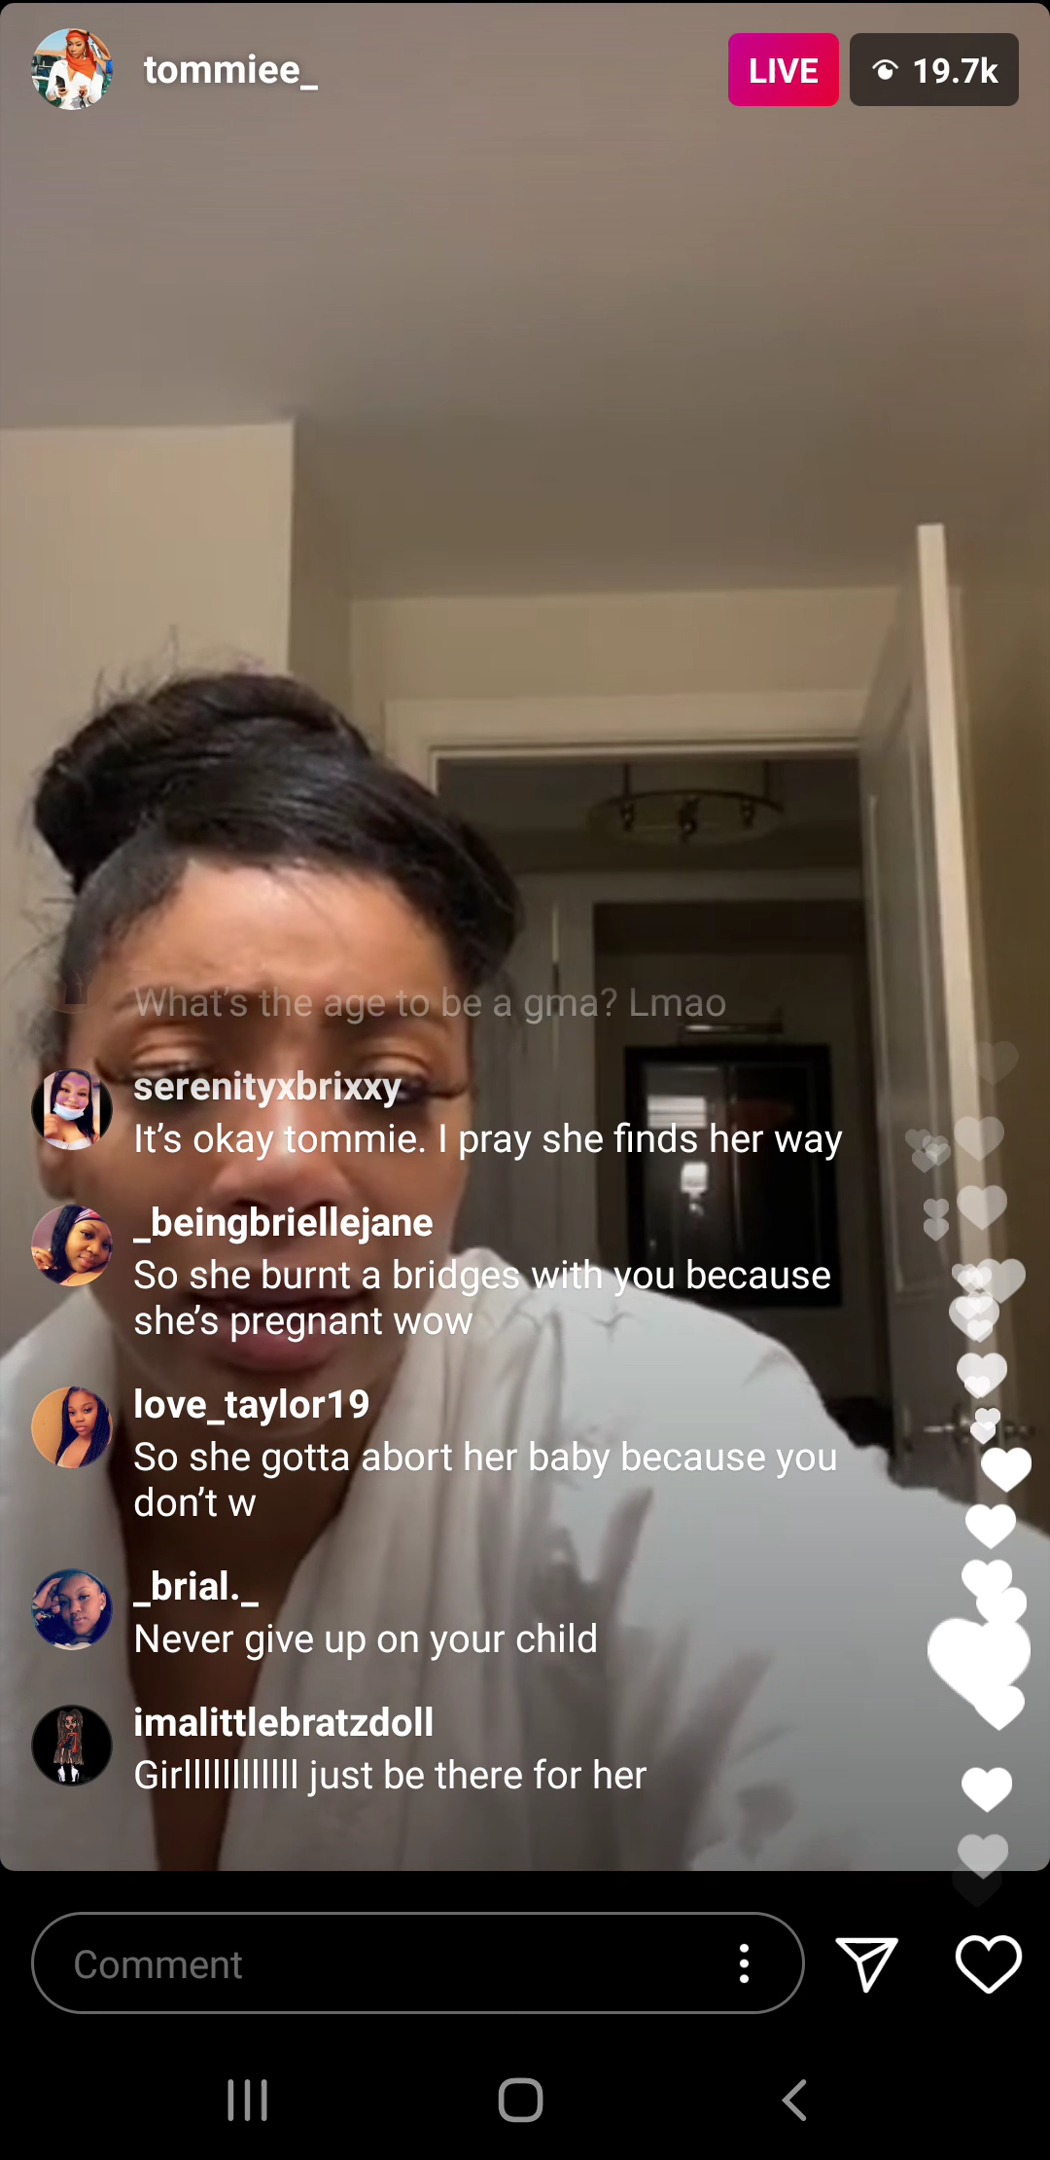 tommiee_
LIVE
19.7k
What's the age to be a gma? Lmao
serenityxbrixxy
It's okay tommie. I pray she finds her way
_beingbriellejane
So she burnt a bridges with you because
she's pregnant wow
love_taylor19
So she gotta abort her baby because you
don't w
_brial._
Never give up on your child
imalittlebratzdoll
Girllllllllllll just be there for her
Comment